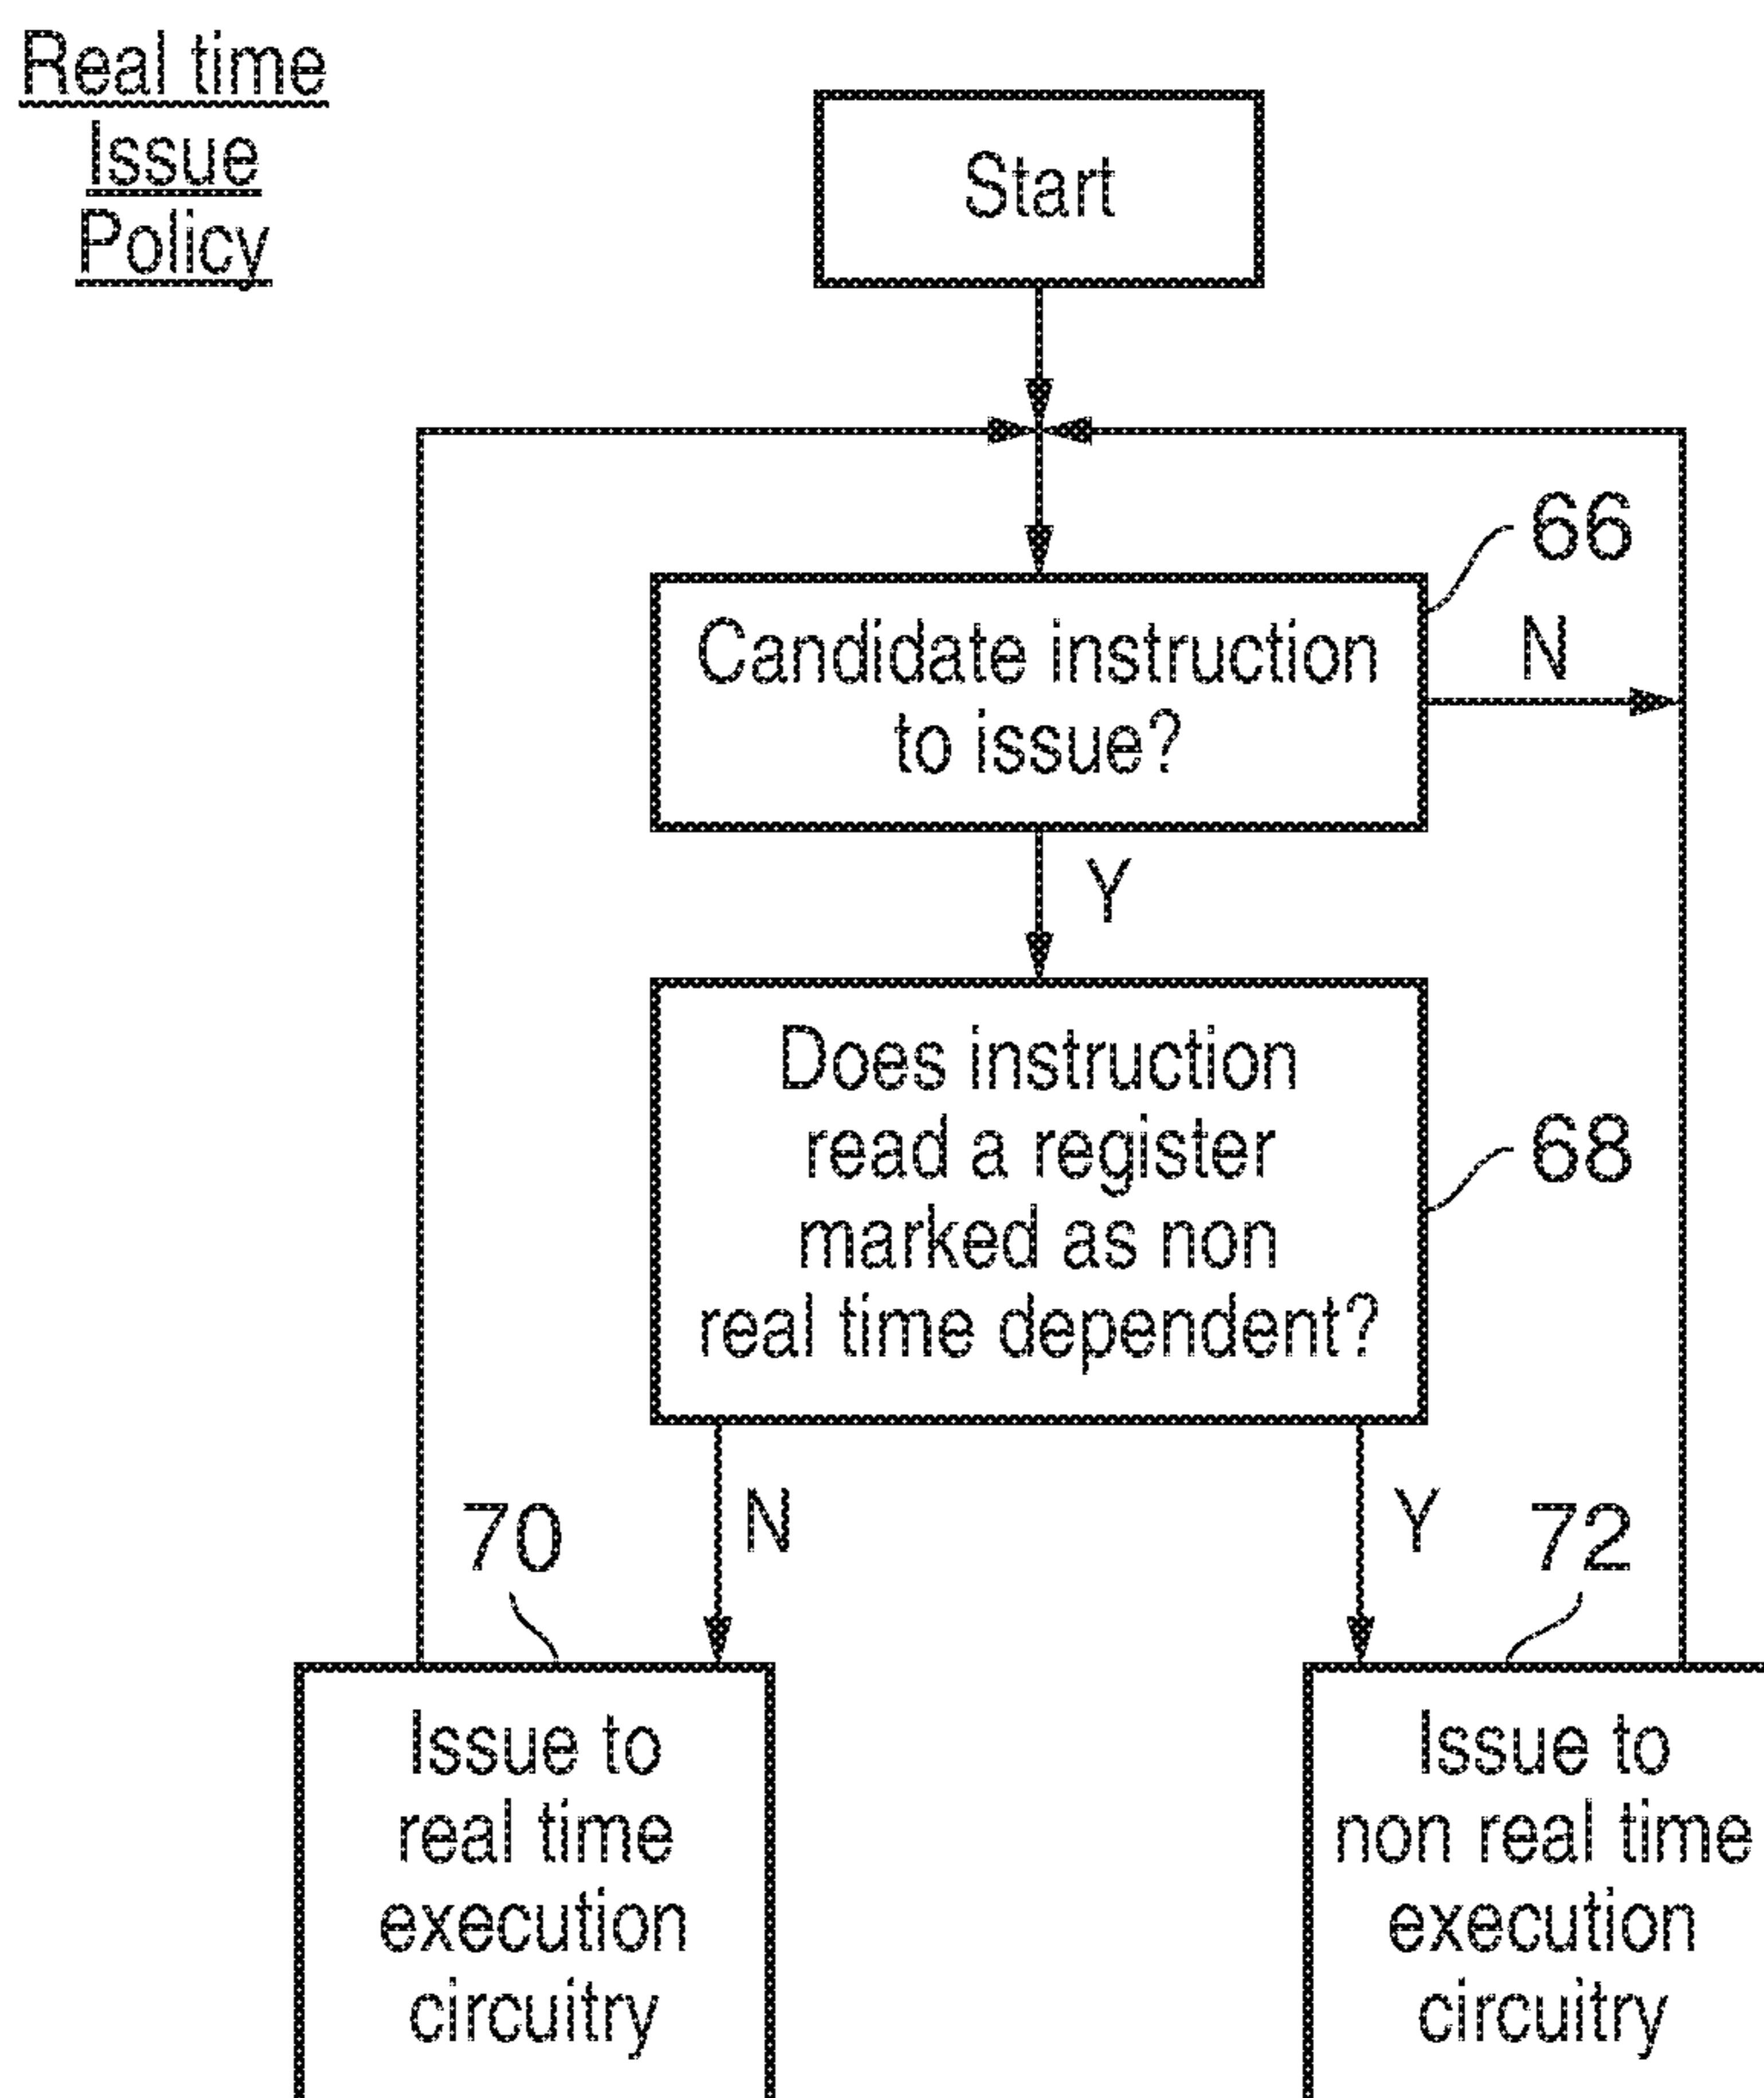 Real time
Issue
Policy
Start
66
Candidate instruction
to issue?
N
Y
Does instruction
read a register
marked as non
real time dependent?
68
N
Y
70
72
Issue to
real time
execution
circuitry
Issue to
non real time
execution
circuitry